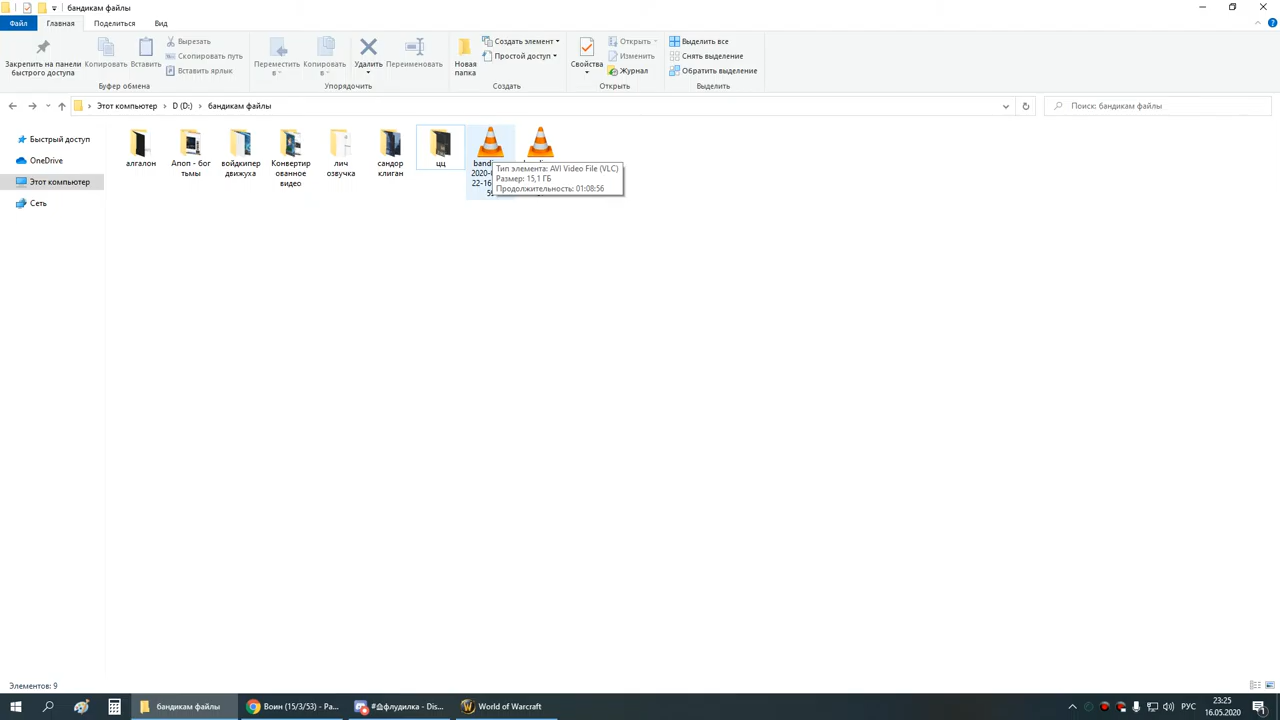 бандикам файлы
Файл
Главная
Поделиться
Вид
Закрепить на панели
быстрого доступа
Копировать
Вставить
Вырезать
Скопировать путь
Вставить ярлык
Буфер обмена
Переместить
в
Копировать
в
Удалить
Переименовать
Упорядочить
Новая
папка
Создать элемент
Простой доступ
Создать
Свойства
Открыть
Изменить
Журнал
Открыть
Выделить все
Снять выделение
Обратить выделение
Выделить
Этот компьютер
D (D:)
бандикам файлы
Поиск: бандикам файлы
Быстрый доступ
OneDrive
Этот компьютер
Сеть
алгалон
Апоп - бог
тьмы
войдкипер
движуха
Конвертир
ованное
видео
лич
озвучка
сандор
клиган
цц
Тип элемента: AVI Video File (VLC)
Размер: 15,1 ГБ
Продолжительность: 01:08:56
Элементов: 9
бандикам файлы
Воин (15/3/53) - Pa...
флудилка - Dis...
World of Warcraft
РУС
23:25
16.05.2020